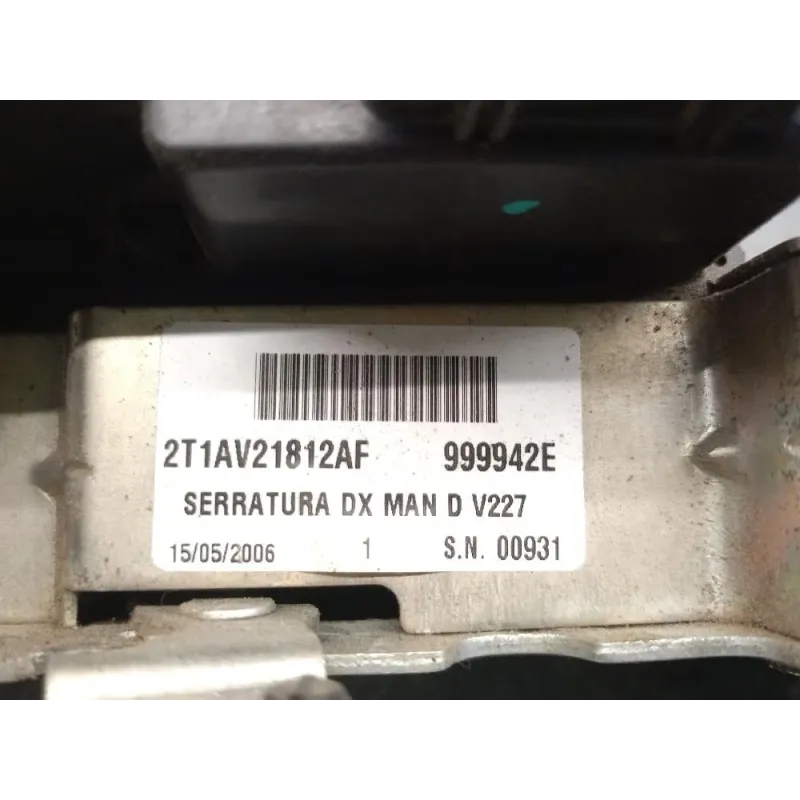 2T1AV21812AF 999942E
SERRATURA DX MAN D V227
15/05/2006 1 S.N. 00931